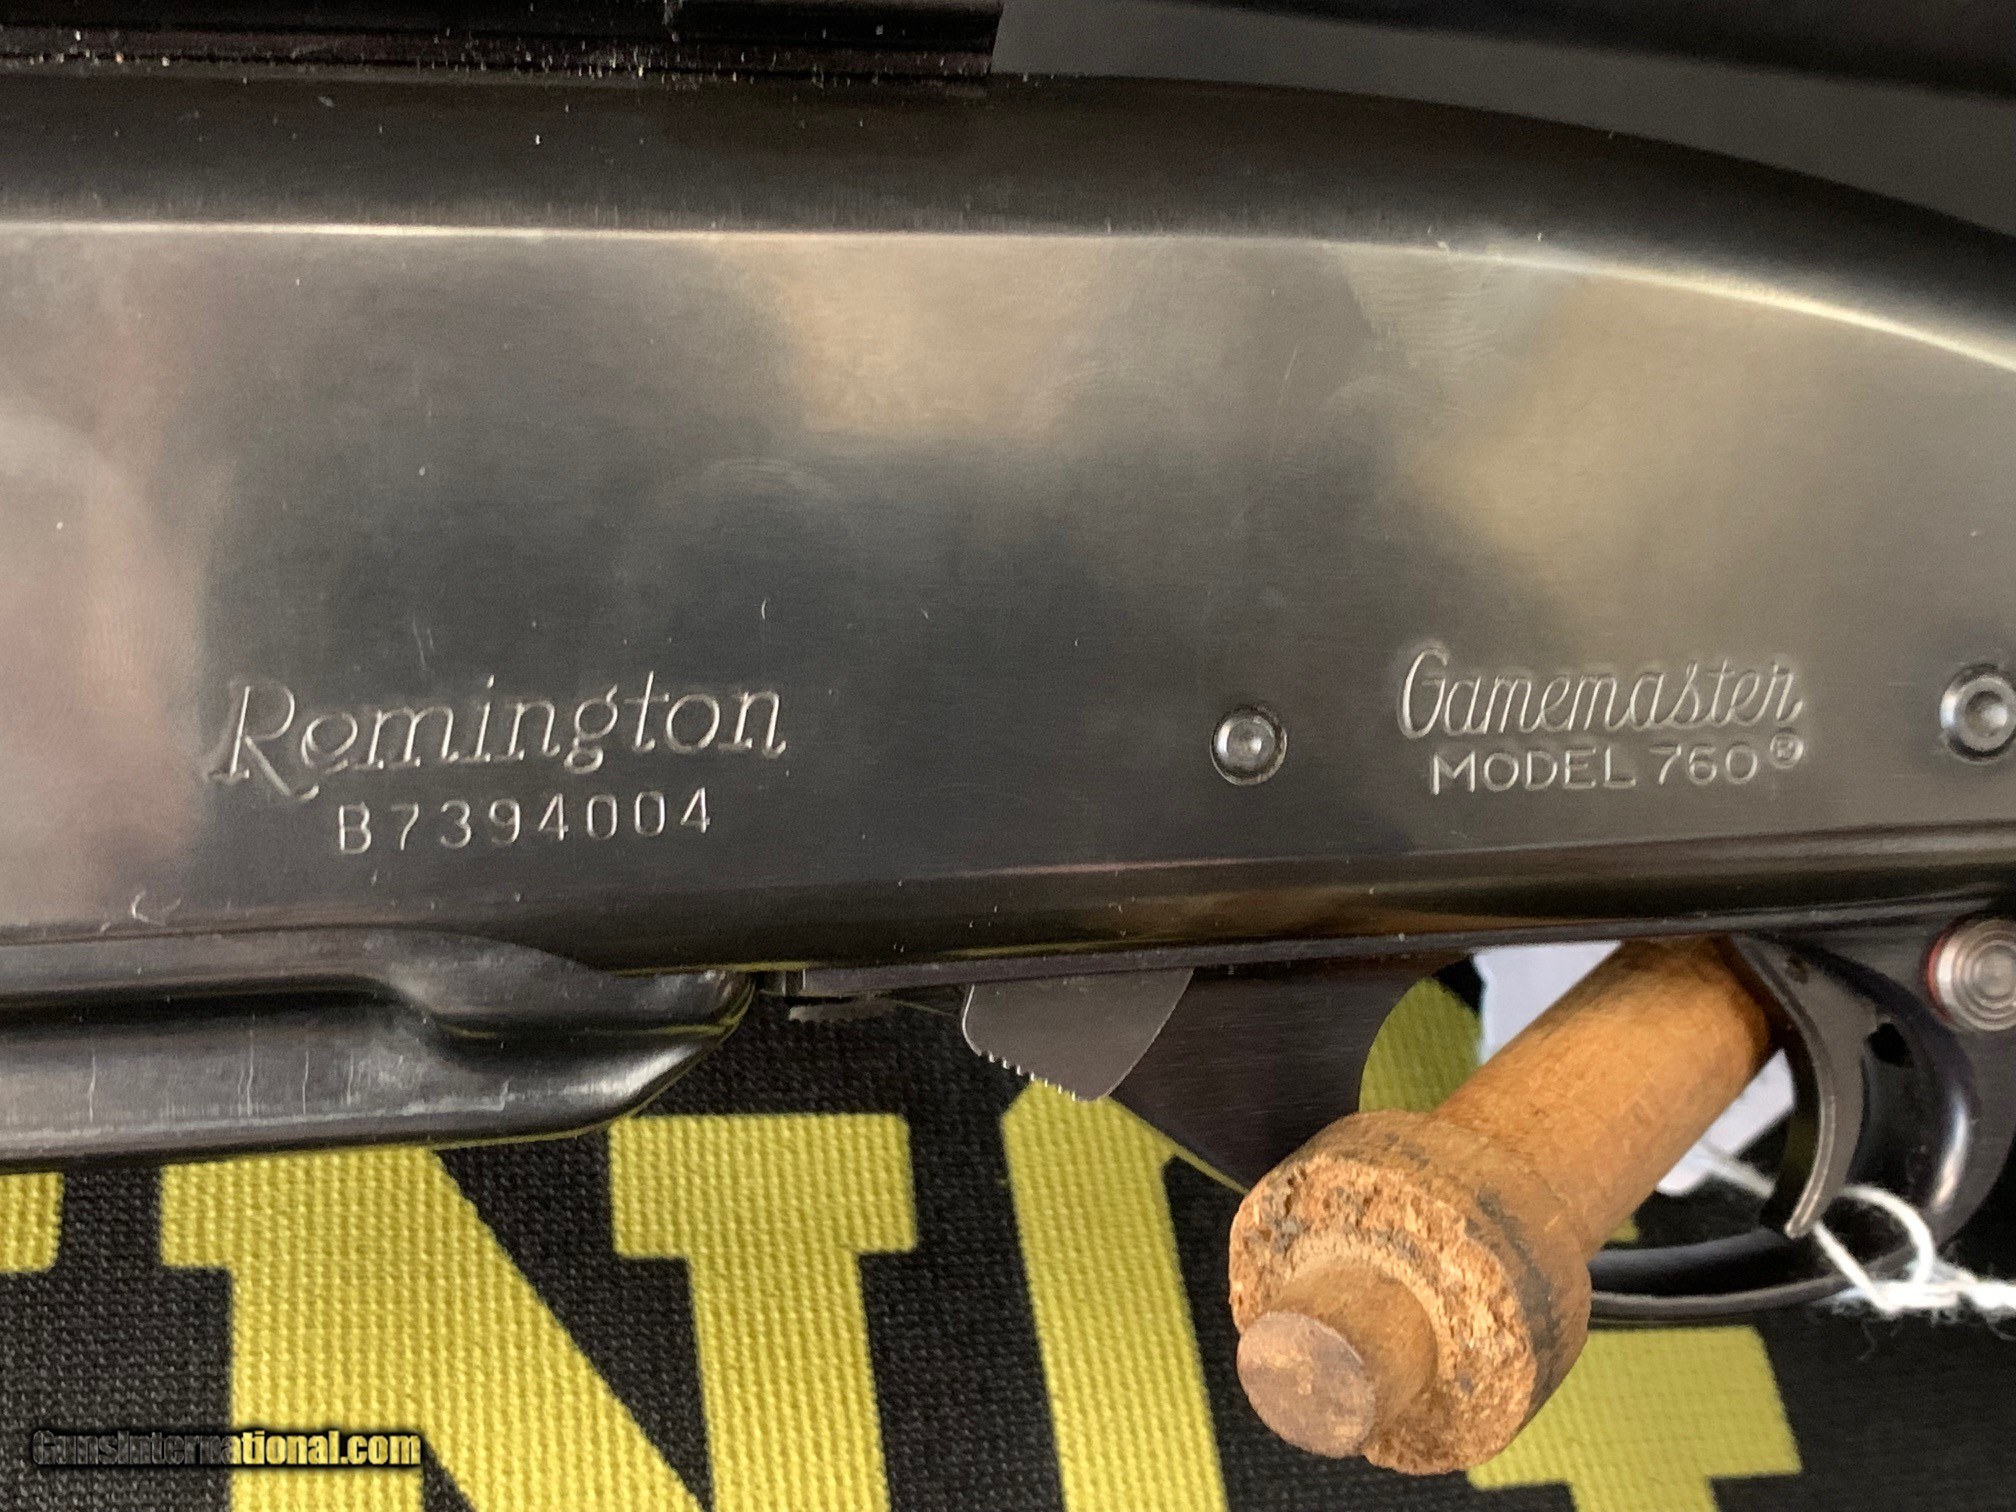 Remington
B7394004
Gamemaster
MODEL 760®
GunsInternational.com